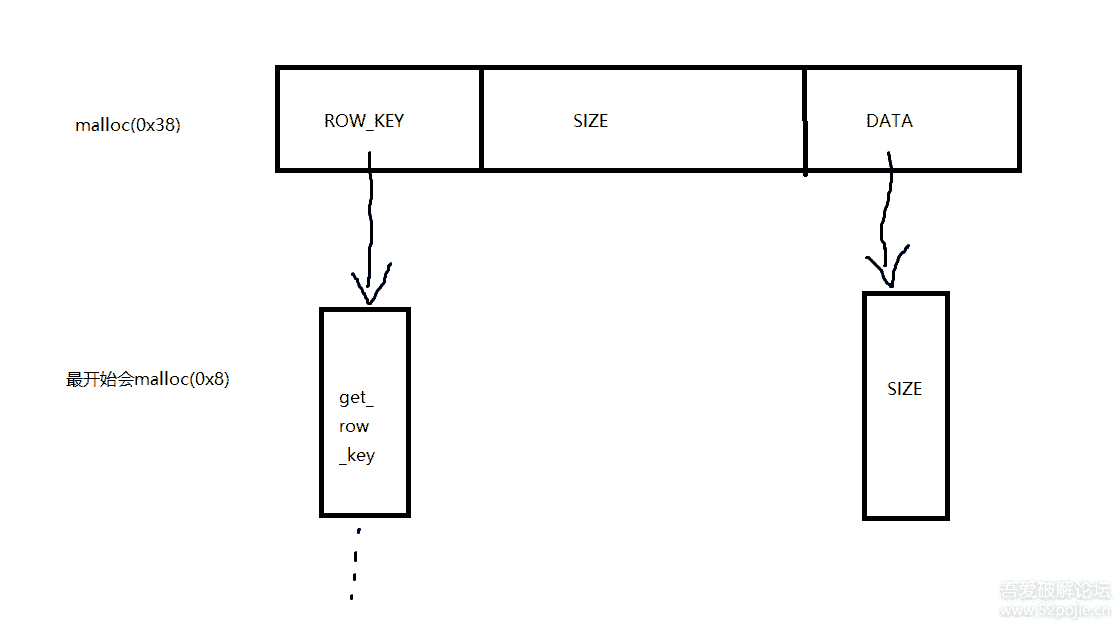 malloc(0x38)
ROW_KEY
SIZE
DATA
最开始会malloc(0x8)
get_
row
_key
SIZE
吾爱破解论坛
www.52pojie.cn